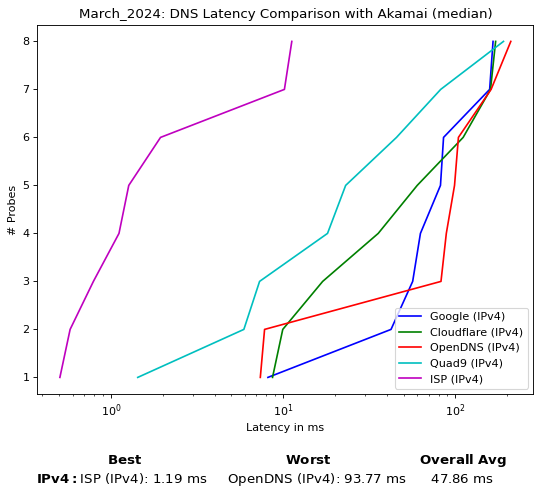 March_2024: DNS Latency Comparison with Akamai (median)
8
7
6
5
4
3
2
1
# Probes
Google (IPv4)
Cloudflare (IPv4)
OpenDNS (IPv4)
Quad9 (IPv4)
ISP (IPv4)
10⁰ 10¹ 10²
Latency in ms
Best Worst Overall Avg
IPv4: ISP (IPv4): 1.19 ms OpenDNS (IPv4): 93.77 ms 47.86 ms